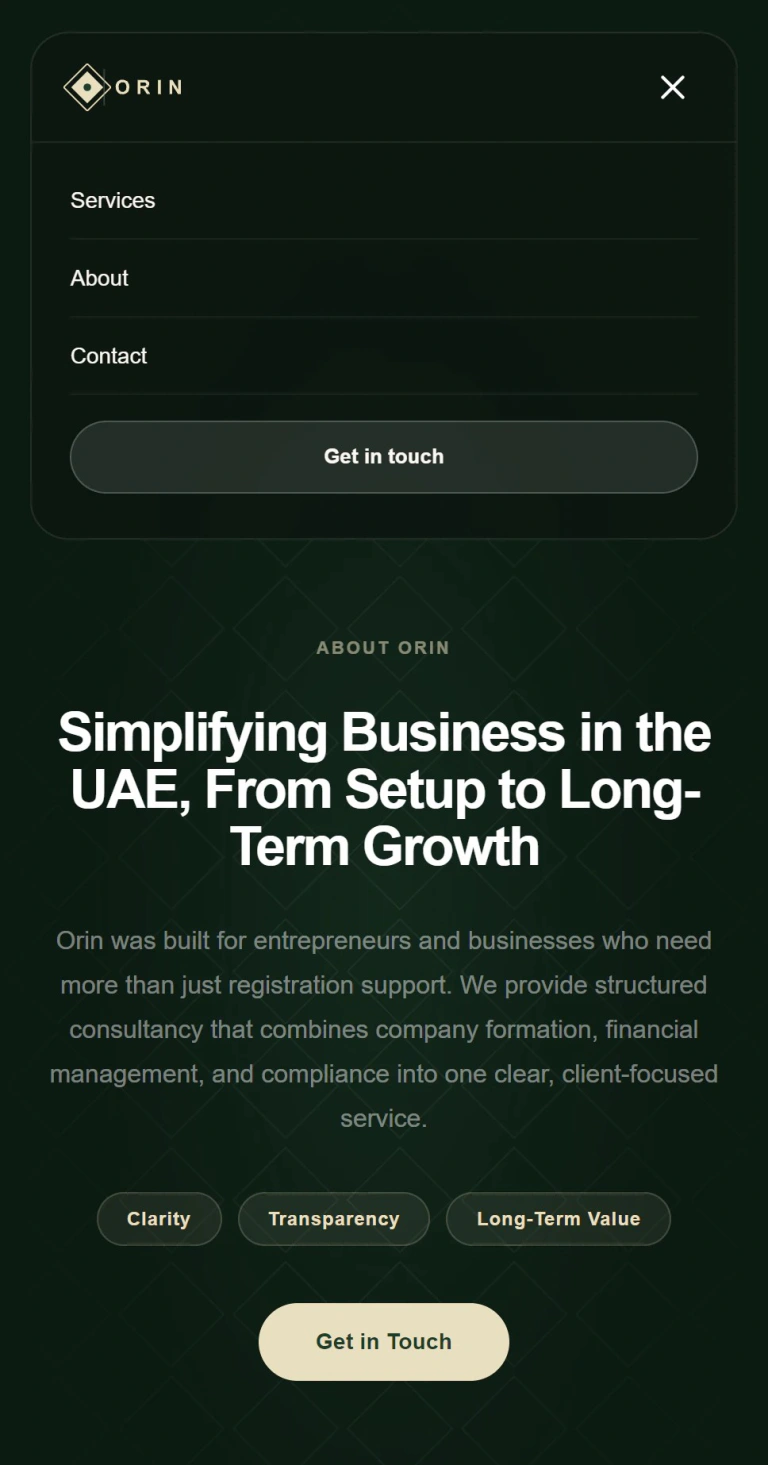 ORIN
Services
About
Contact
Get in touch
ABOUT ORIN
Simplifying Business in the
UAE, From Setup to Long-
Term Growth
Orin was built for entrepreneurs and businesses who need
more than just registration support. We provide structured
consultancy that combines company formation, financial
management, and compliance into one clear, client-focused
service.
Clarity
Transparency
Long-Term Value
Get in Touch